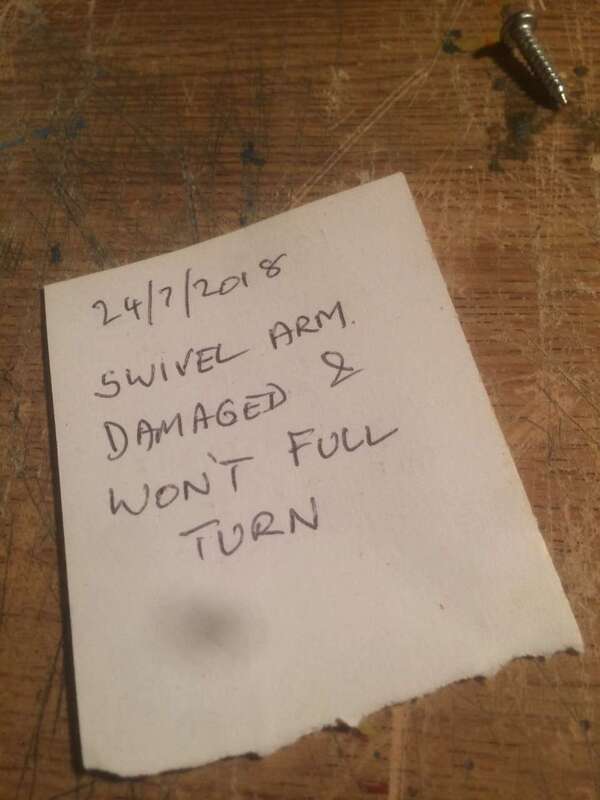 24/7/2018
SWIVEL ARM.
DAMAGED &
WON'T FULL
TURN